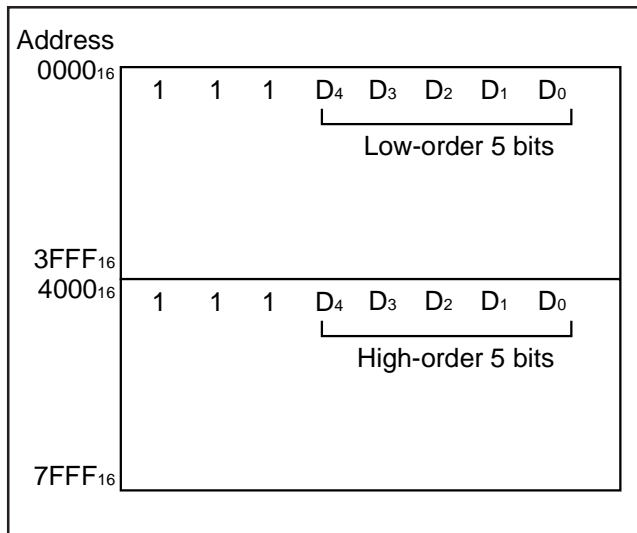 Address
0000₁₆
1 1 1 D₄ D₃ D₂ D₁ D₀
Low-order 5 bits
3FFF₁₆
4000₁₆
1 1 1 D₄ D₃ D₂ D₁ D₀
High-order 5 bits
7FFF₁₆